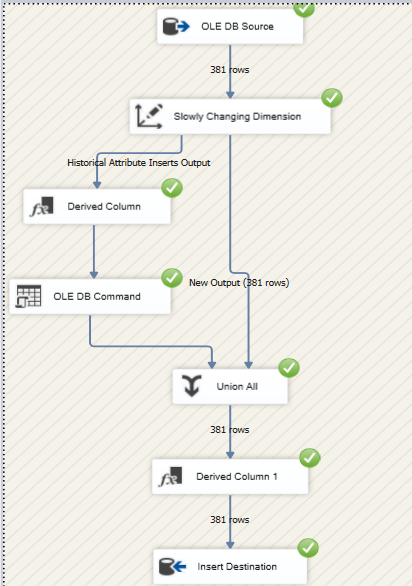 OLE DB Source
381 rows
Slowly Changing Dimension
Historical Attribute Inserts Output
Derived Column
New Output (381 rows)
OLE DB Command
Union All
381 rows
Derived Column 1
381 rows
Insert Destination